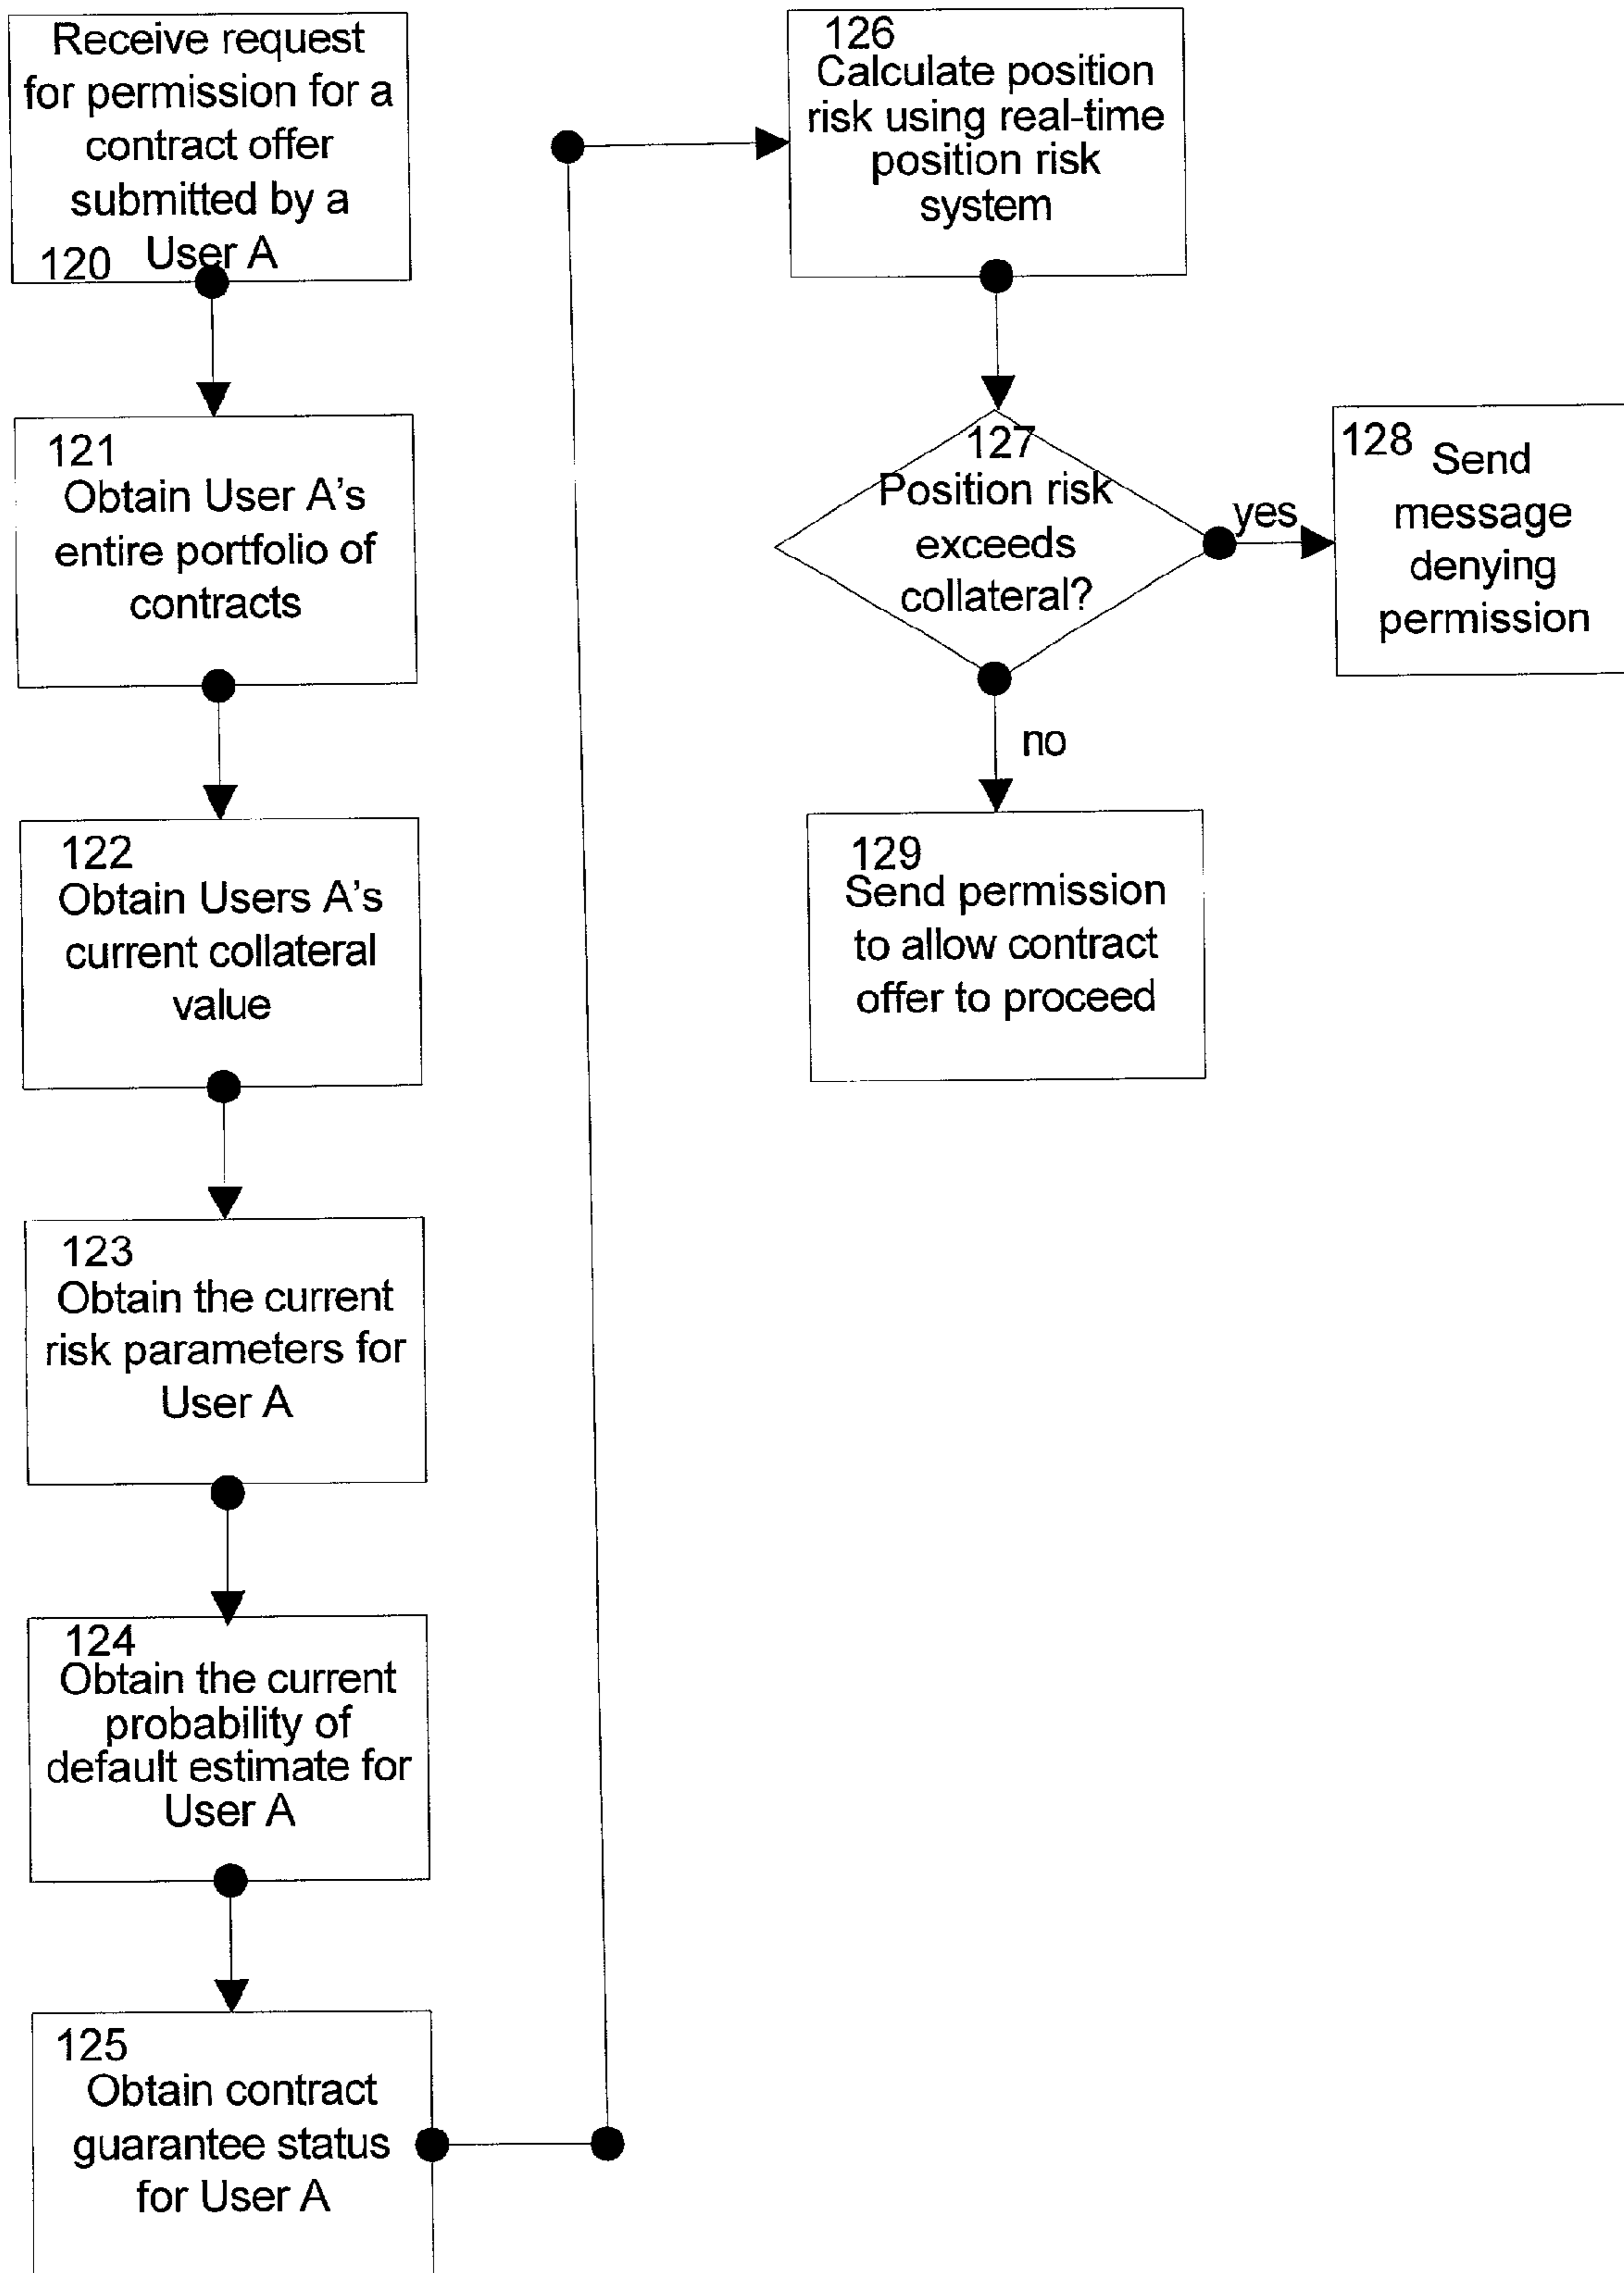 Receive request
for permission for a
contract offer
submitted by a
120 User A
121
Obtain User A's
entire portfolio of
contracts
122
Obtain Users A's
current collateral
value
123
Obtain the current
risk parameters for
User A
124
Obtain the current
probability of
default estimate for
User A
125
Obtain contract
guarantee status
for User A
126
Calculate position
risk using real-time
position risk
system
127
Position risk
exceeds
collateral?
yes
no
128 Send
message
denying
permission
129
Send permission
to allow contract
offer to proceed